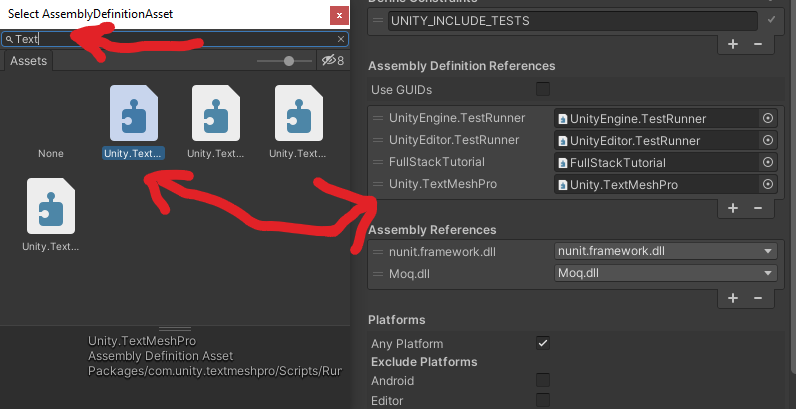 Select AssemblyDefinitionAsset
x
Text
Assets
8
None
Unity.Text...
Unity.Text...
Unity.Text...
Unity.Text...
Unity.TextMeshPro
Assembly Definition Asset
Packages/com.unity.textmeshpro/Scripts/Run
Define Constraints
UNITY_INCLUDE_TESTS
Assembly Definition References
Use GUIDs
UnityEngine.TestRunner UnityEngine.TestRunner
UnityEditor.TestRunner UnityEditor.TestRunner
FullStackTutorial FullStackTutorial
Unity.TextMeshPro Unity.TextMeshPro
Assembly References
nunit.framework.dll nunit.framework.dll
Moq.dll Moq.dll
Platforms
Any Platform
Exclude Platforms
Android
Editor